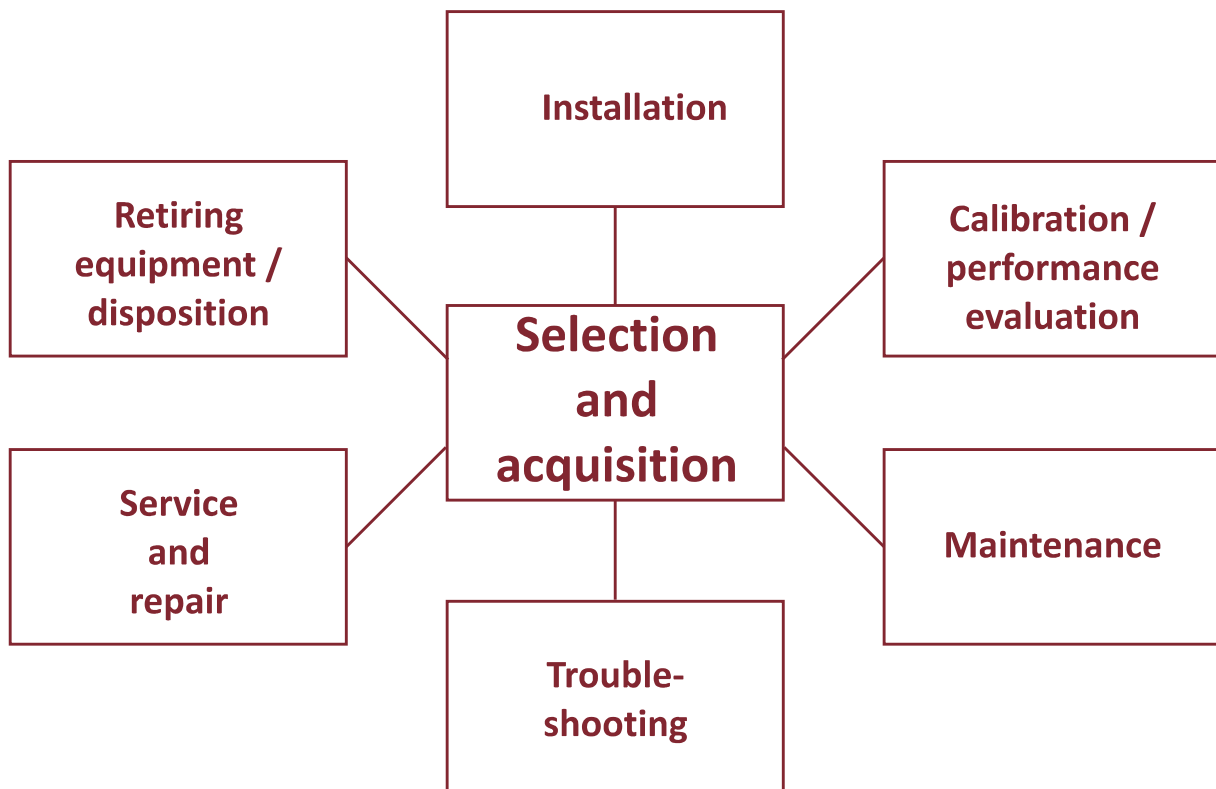 Installation
Retiring
equipment /
disposition
Calibration /
performance
evaluation
Selection
and
acquisition
Service
and
repair
Maintenance
Trouble-
shooting